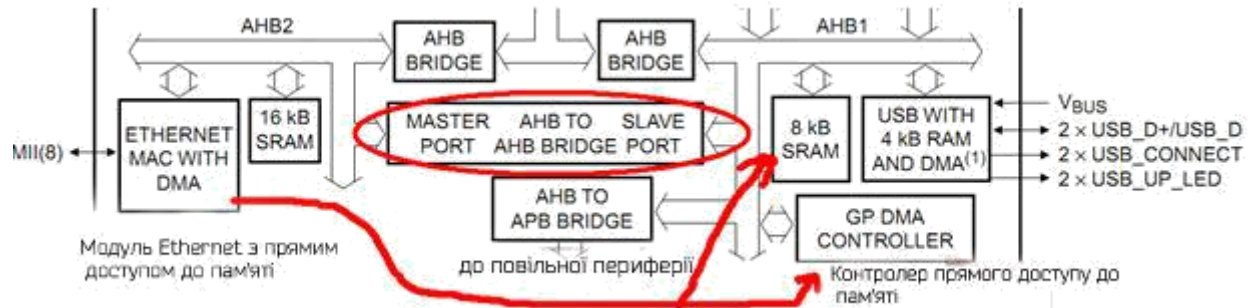 AHB2
AHB
BRIDGE
AHB
BRIDGE
AHB1
MII(8)
ETHERNET
MAC WITH
DMA
16 kB
SRAM
MASTER
PORT
AHB TO
AHB BRIDGE
SLAVE
PORT
8 kB
SRAM
USB WITH
4 kB RAM
AND DMA(1)
VBUS
2 × USB_D+/USB_D
2 × USB_CONNECT
2 × USB_UP_LED
AHB TO
APB BRIDGE
GP DMA
CONTROLLER
Модуль Ethernet з прямим
доступом до пам'яті
до повільної периферії
Контролер прямого доступу до
пам'яті